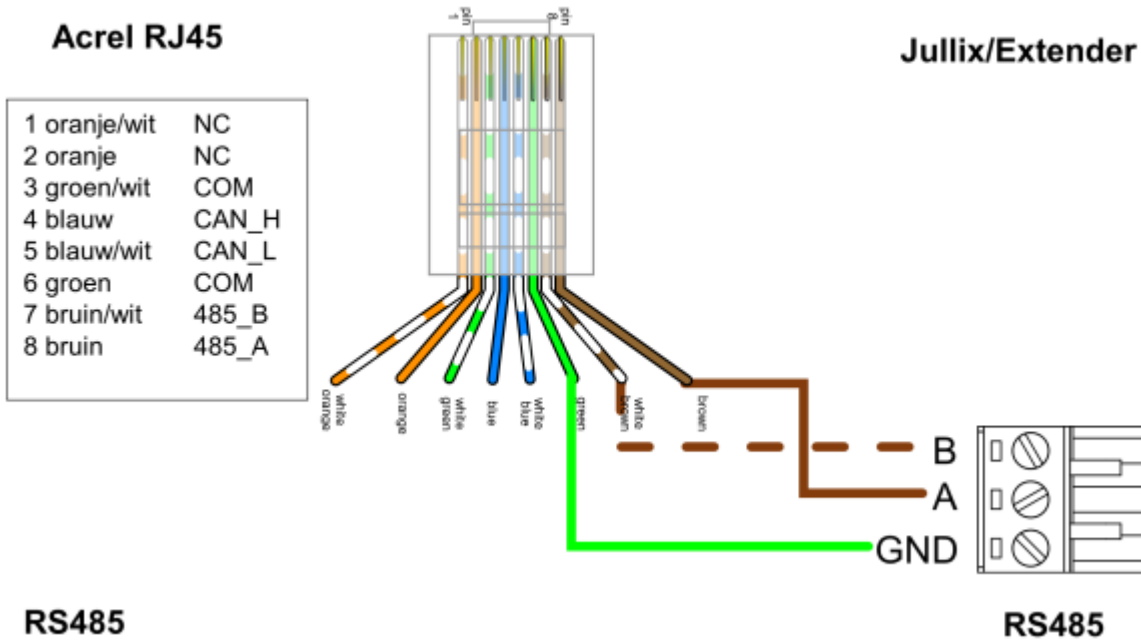 Acrel RJ45
pin 1
pin 8
Jullix/Extender
1 oranje/wit NC
2 oranje NC
3 groen/wit COM
4 blauw CAN_H
5 blauw/wit CAN_L
6 groen COM
7 bruin/wit 485_B
8 bruin 485_A
white
orange
orange
white
green
blue
white
blue
green
white
brown
brown
B
A
GND
RS485
RS485